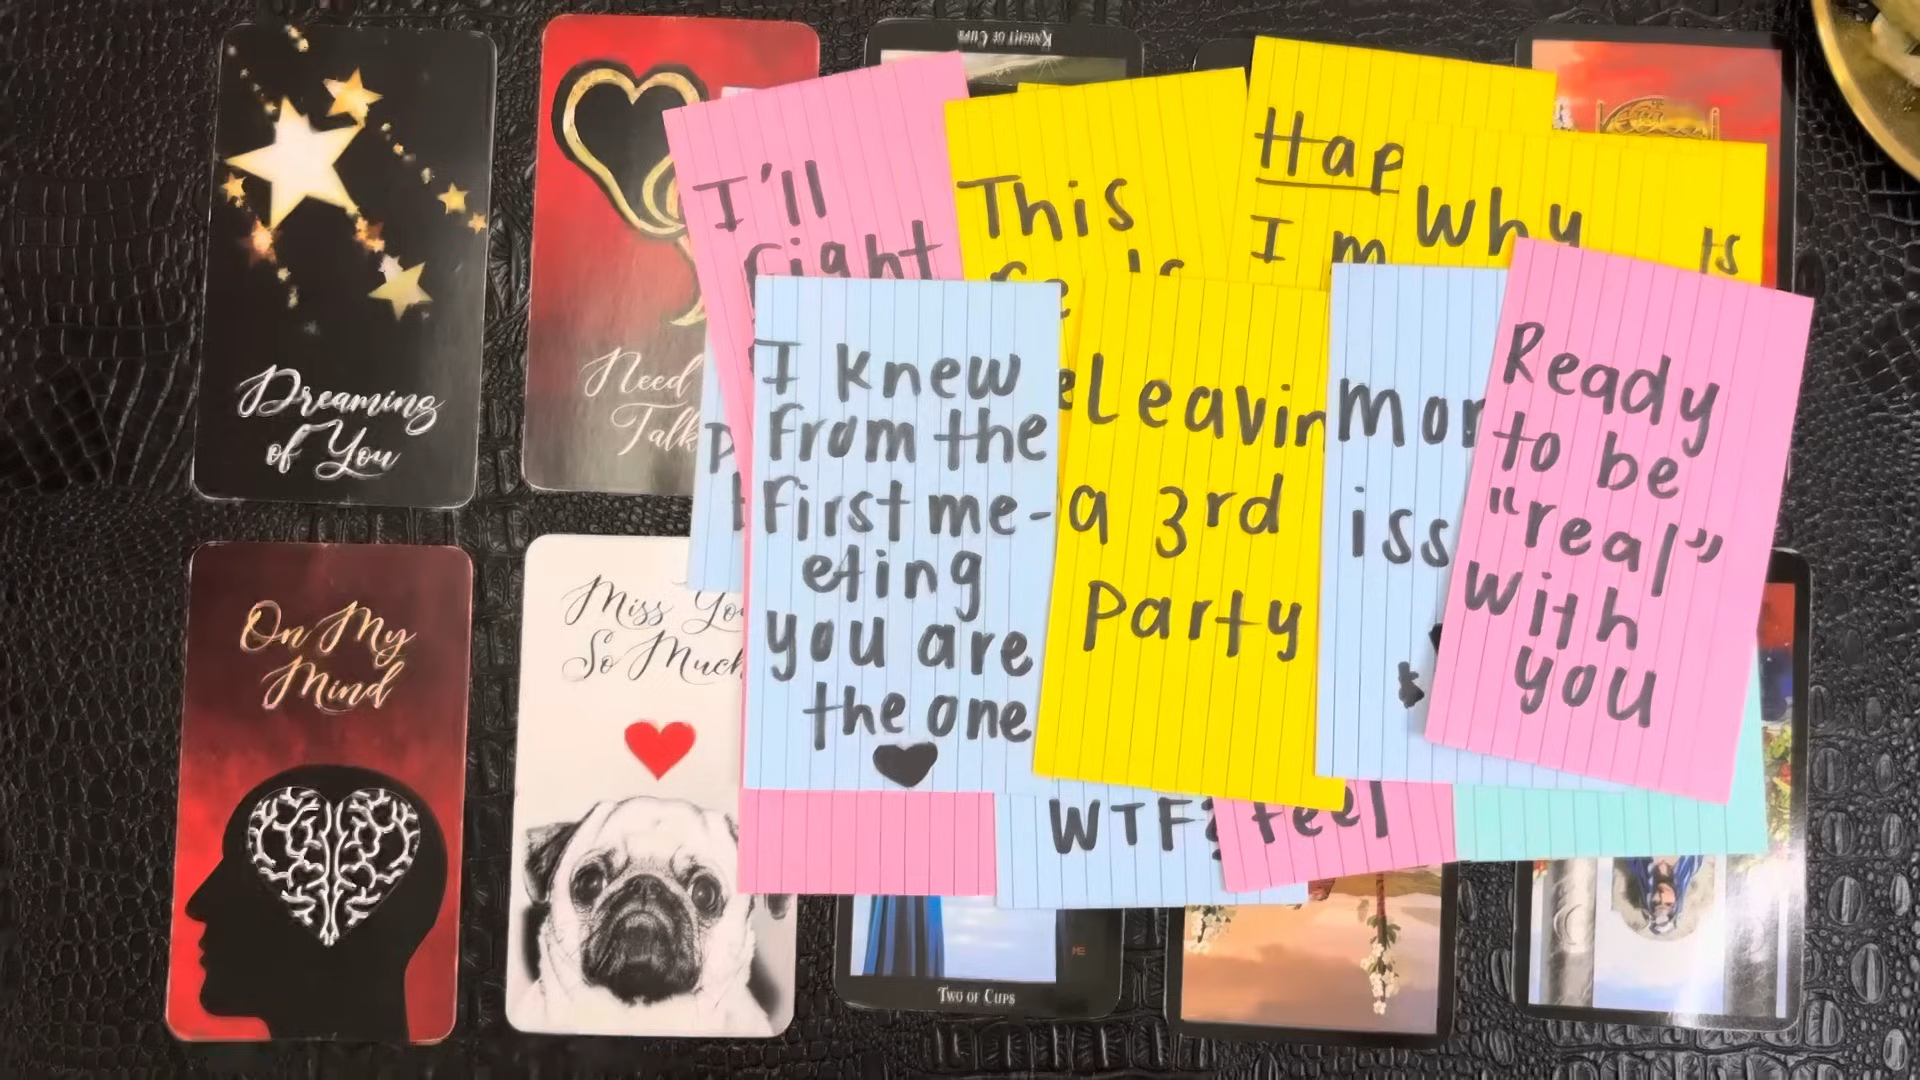 Dreaming
of You
Need
Talk
KNIGHT OF CUPS
I'll
right
This
Hap
I m
Why
Is
I knew
From the
First me-
eting
you are
the one
Leavin
a 3rd
Party
mor
iss
Ready
to be
"real"
with
you
On My
Mind
Miss You
So Much
WTF?
feel
TWO OF CUPS